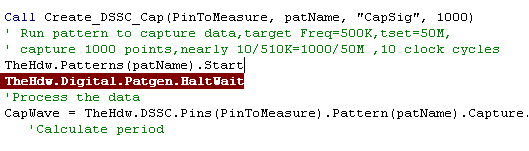 Call Create_DSSC_Cap(PinToMeasure, patName, "CapSig", 1000)
' Run pattern to capture data,target Freq=500K,tset=50M,
' capture 1000 points,nearly 10/510K=1000/50M ,10 clock cycles
TheHdw.Patterns(patName).Start
TheHdw.Digital.Patgen.HaltWait
'Process the data
CapWave = TheHdw.DSSC.Pins(PinToMeasure).Pattern(patName).Capture.
'Calculate period